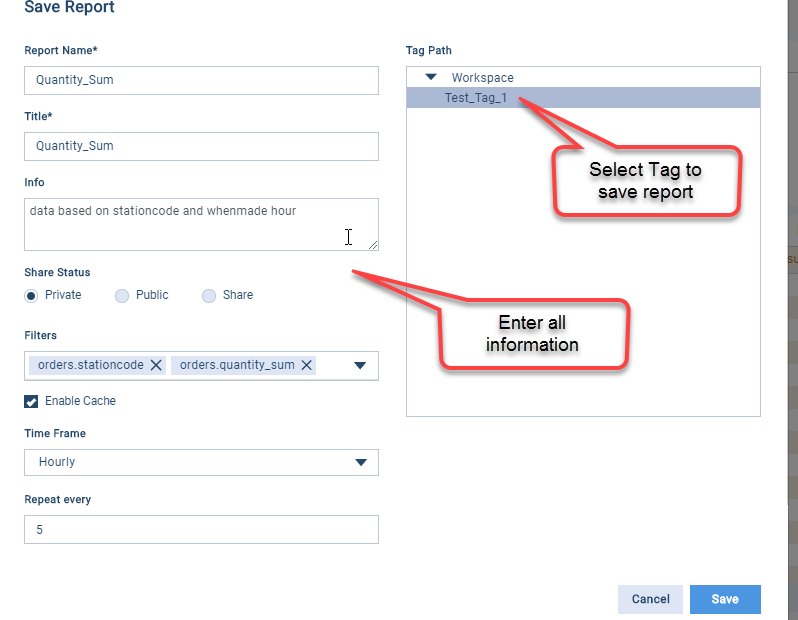 Save Report
Report Name*
Quantity_Sum
Title*
Quantity_Sum
Info
data based on stationcode and whenmade hour
Share Status
Private Public Share
Filters
orders.stationcode orders.quantity_sum
Enable Cache
Time Frame
Hourly
Repeat every
5
Tag Path
Workspace
Test_Tag_1
Select Tag to
save report
Enter all
information
Cancel Save
su